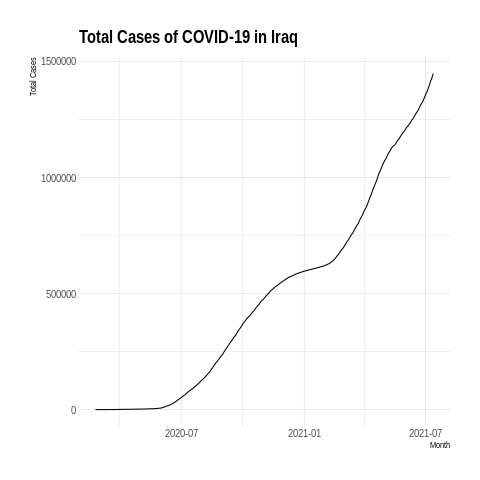 Total Cases of COVID-19 in Iraq
Total Cases
1500000
1000000
500000
0
2020-07
2021-01
2021-07
Month